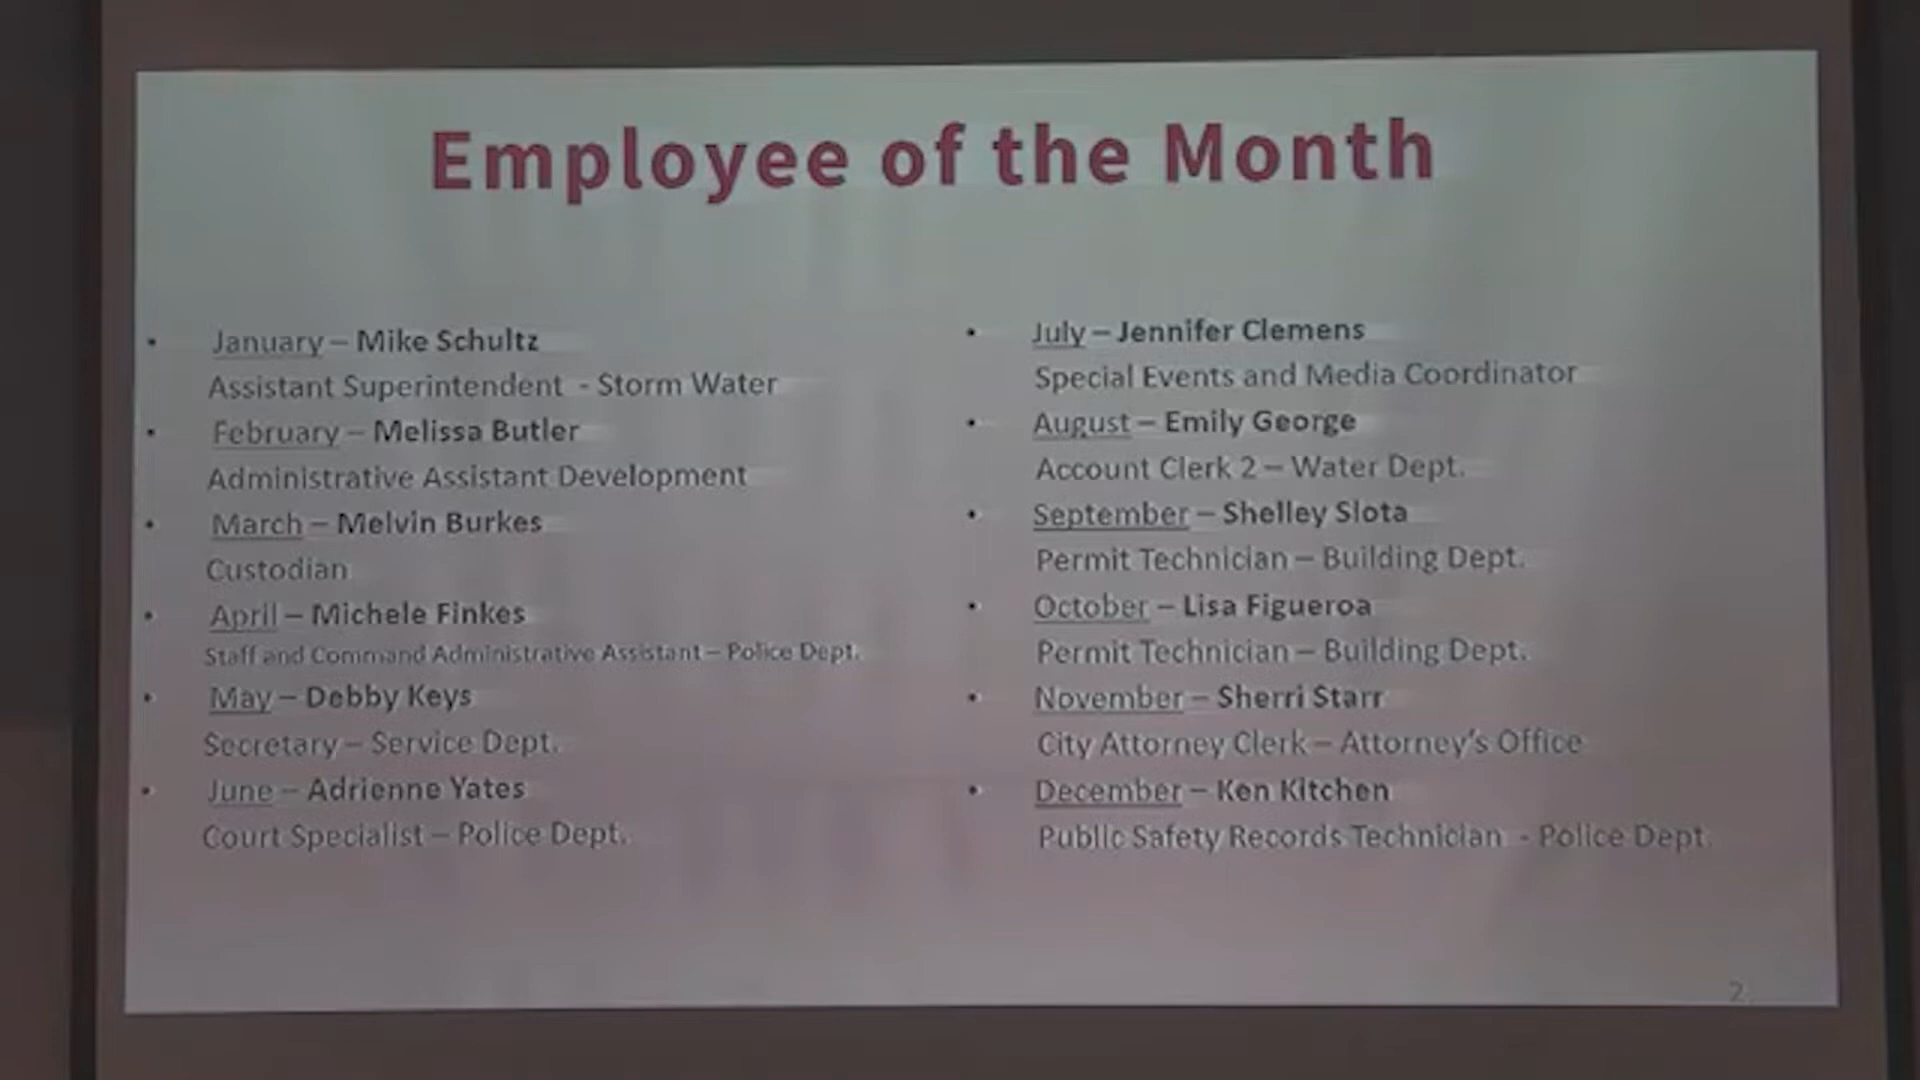 Employee of the Month
• January – Mike Schultz
Assistant Superintendent - Storm Water
• February – Melissa Butler
Administrative Assistant Development
• March – Melvin Burkes
Custodian
• April – Michele Finkes
Staff and Command Administrative Assistant – Police Dept.
• May – Debby Keys
Secretary – Service Dept.
• June – Adrienne Yates
Court Specialist – Police Dept.
• July – Jennifer Clemens
Special Events and Media Coordinator
• August – Emily George
Account Clerk 2 – Water Dept.
• September – Shelley Slota
Permit Technician – Building Dept.
• October – Lisa Figueroa
Permit Technician – Building Dept.
• November – Sherri Starr
City Attorney Clerk – Attorney's Office
• December – Ken Kitchen
Public Safety Records Technician - Police Dept.
2